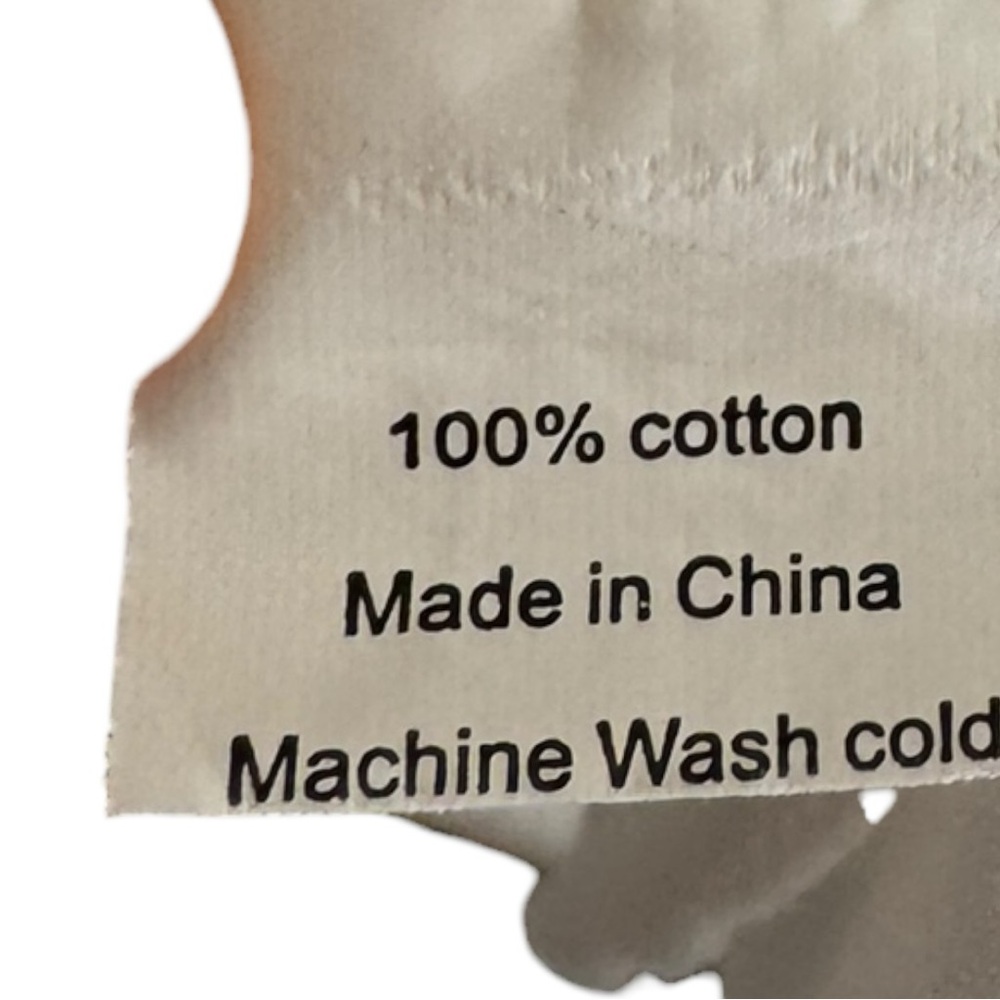 100% cotton
Made in China
Machine Wash cold